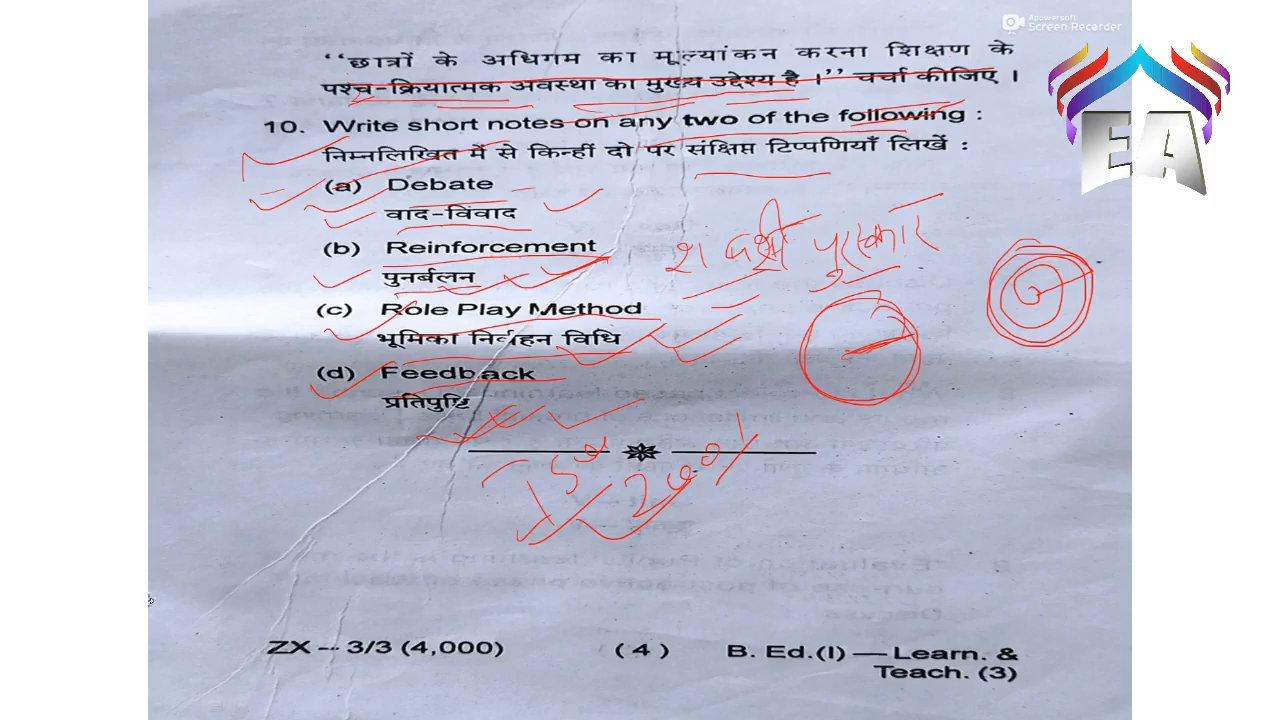 Apowersoft
Screen Recorder
EA
‘‘छात्रों के अधिगम का मूल्यांकन करना शिक्षण के
पश्च-क्रियात्मक अवस्था का मुख्य उद्देश्य है ।’’ चर्चा कीजिए ।
10. Write short notes on any two of the following :
निम्नलिखित में से किन्हीं दो पर संक्षिप्त टिप्पणियाँ लिखें :
(a) Debate
वाद-विवाद
(b) Reinforcement
पुनर्बलन
(c) Role Play Method
भूमिका निर्वहन विधि
(d) Feedback
प्रतिपुष्टि
पुरस्कार
ZX -- 3/3 (4,000) ( 4 ) B. Ed.(I) — Learn. &
Teach. (3)